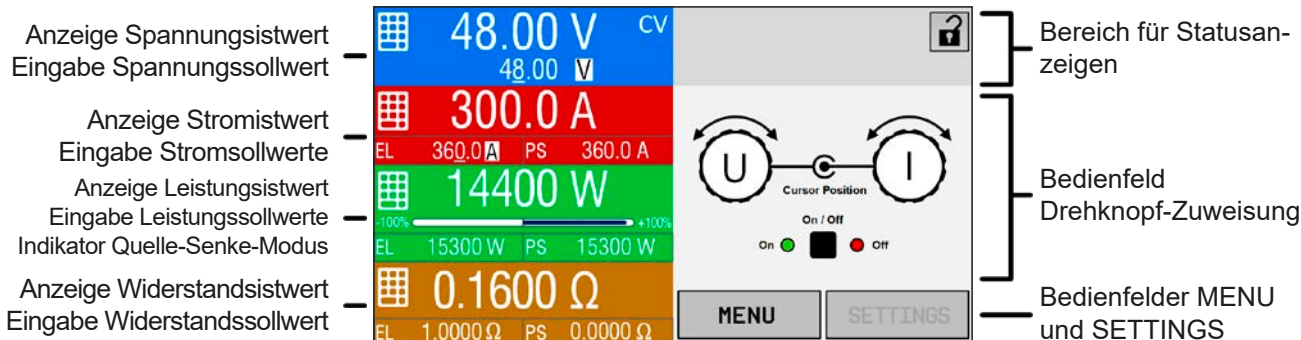 Anzeige Spannungsistwert
Eingabe Spannungssollwert
Anzeige Stromistwert
Eingabe Stromsollwerte
Anzeige Leistungsistwert
Eingabe Leistungssollwerte
Indikator Quelle-Senke-Modus
Anzeige Widerstandsistwert
Eingabe Widerstandssollwert
48.00 V CV
48.00 V
300.0 A
EL 360.0 A PS 360.0 A
14400 W
-100% +100%
EL 15300 W PS 15300 W
0.1600 Ω
EL 1.0000 Ω PS 0.0000 Ω
U I
Cursor Position
On / Off
On Off
MENU SETTINGS
Bereich für Statusan-
zeigen
Bedienfeld
Drehknopf-Zuweisung
Bedienfelder MENU
und SETTINGS